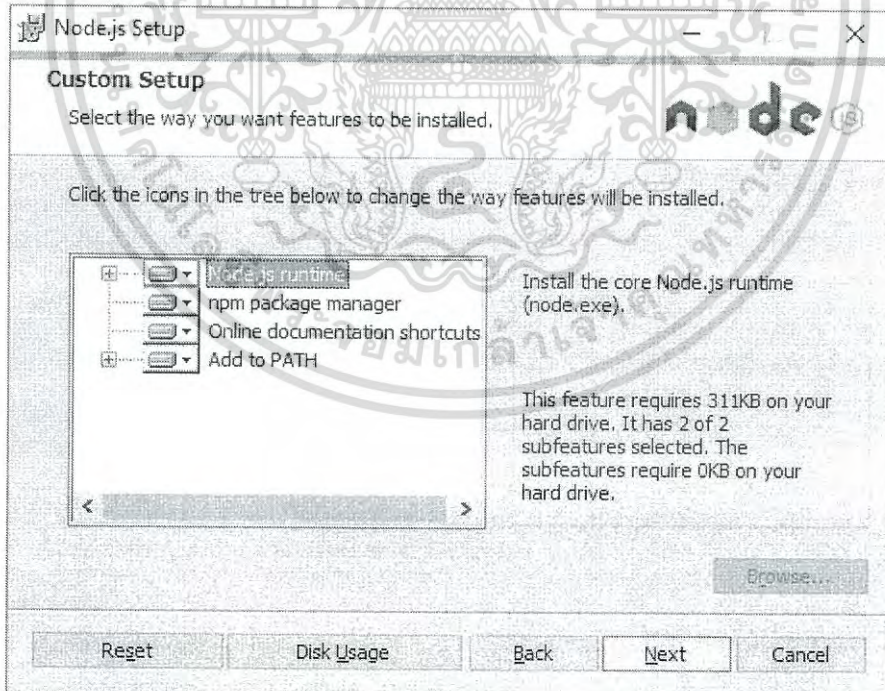 Node.js Setup
Custom Setup
Select the way you want features to be installed.
node
JS
Click the icons in the tree below to change the way features will be installed.
Node.js runtime
npm package manager
Online documentation shortcuts
Add to PATH
Install the core Node.js runtime
(node.exe).
This feature requires 311KB on your
hard drive. It has 2 of 2
subfeatures selected. The
subfeatures require 0KB on your
hard drive.
Browse...
Reset
Disk Usage
Back
Next
Cancel